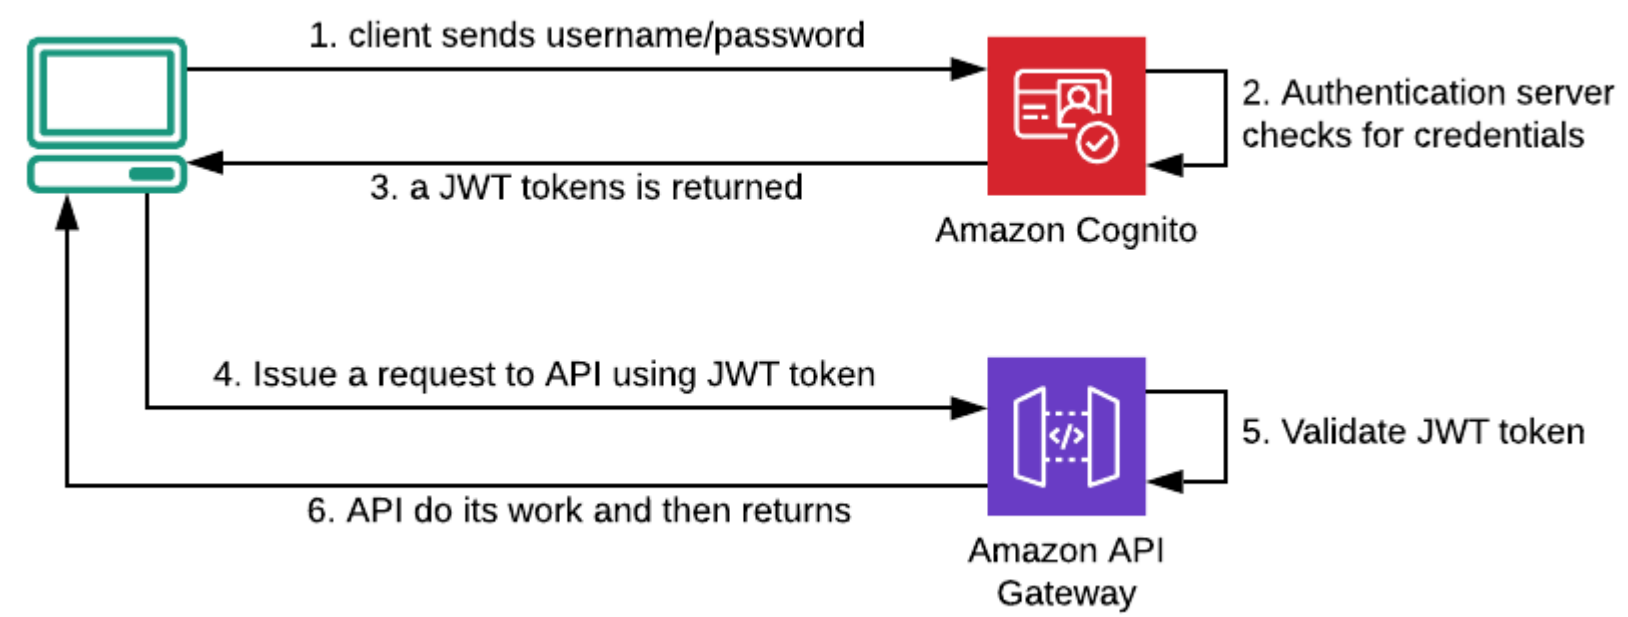 1. client sends username/password
2. Authentication server
checks for credentials
3. a JWT tokens is returned
Amazon Cognito
4. Issue a request to API using JWT token
</>
5. Validate JWT token
6. API do its work and then returns
Amazon API
Gateway